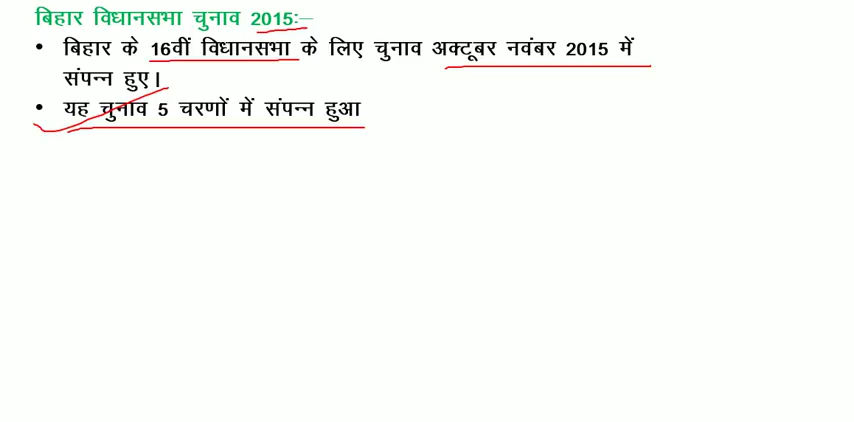 बिहार विधानसभा चुनाव 2015:–
• बिहार के 16वीं विधानसभा के लिए चुनाव अक्टूबर नवंबर 2015 में
संपन्न हुए।
• यह चुनाव 5 चरणों में संपन्न हुआ